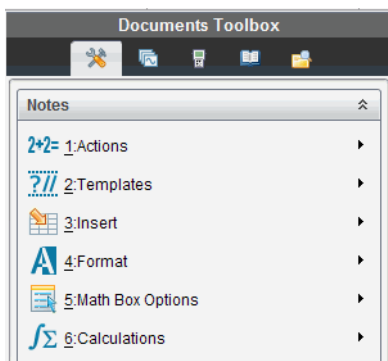 Documents Toolbox
Notes
2+2= 1:Actions
?// 2:Templates
3:Insert
A 4:Format
5:Math Box Options
∫Σ 6:Calculations